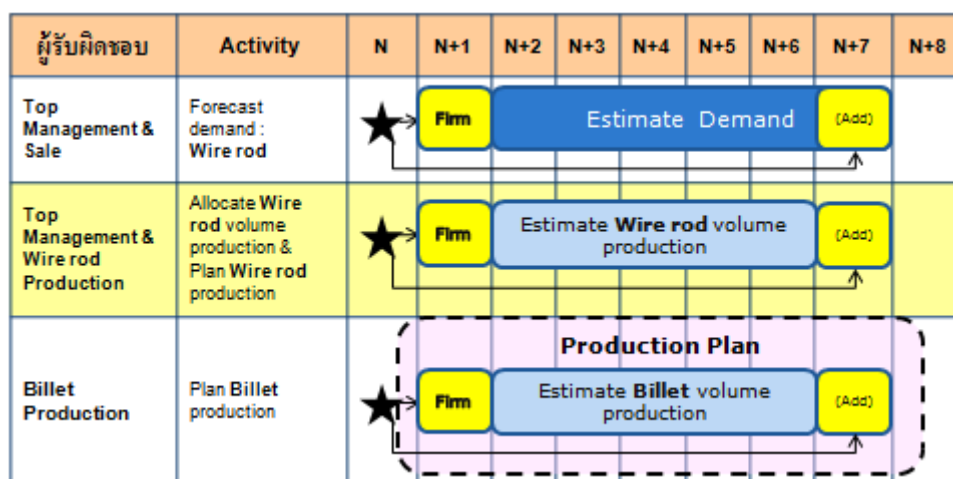 ผู้รับผิดชอบ Activity N N+1 N+2 N+3 N+4 N+5 N+6 N+7 N+8
Top
Management &
Sale
Forecast
demand :
Wire rod
Firm
Estimate Demand
(Add)
Top
Management &
Wire rod
Production
Allocate Wire
rod volume
production &
Plan Wire rod
production
Firm
Estimate Wire rod volume
production
(Add)
Production Plan
Billet
Production
Plan Billet
production
Firm
Estimate Billet volume
production
(Add)